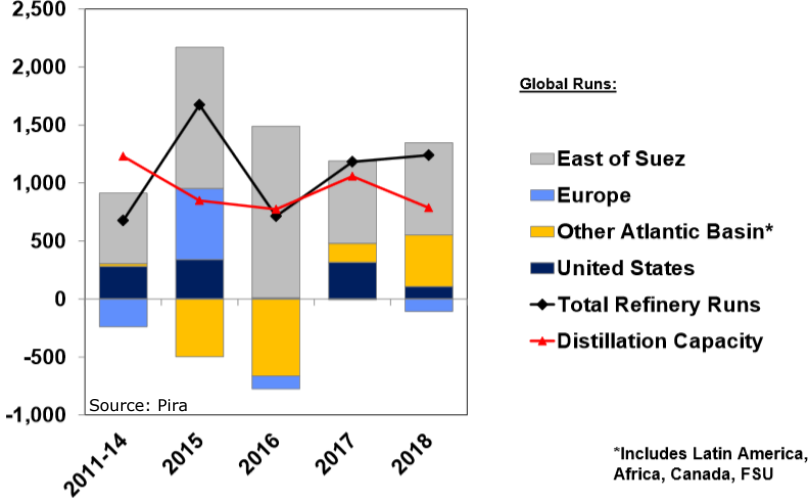 2,500
2,000
1,500
1,000
500
0
-500
-1,000
Source: Pira
2011-14
2015
2016
2017
2018
Global Runs:
East of Suez
Europe
Other Atlantic Basin*
United States
Total Refinery Runs
Distillation Capacity
*Includes Latin America,
Africa, Canada, FSU